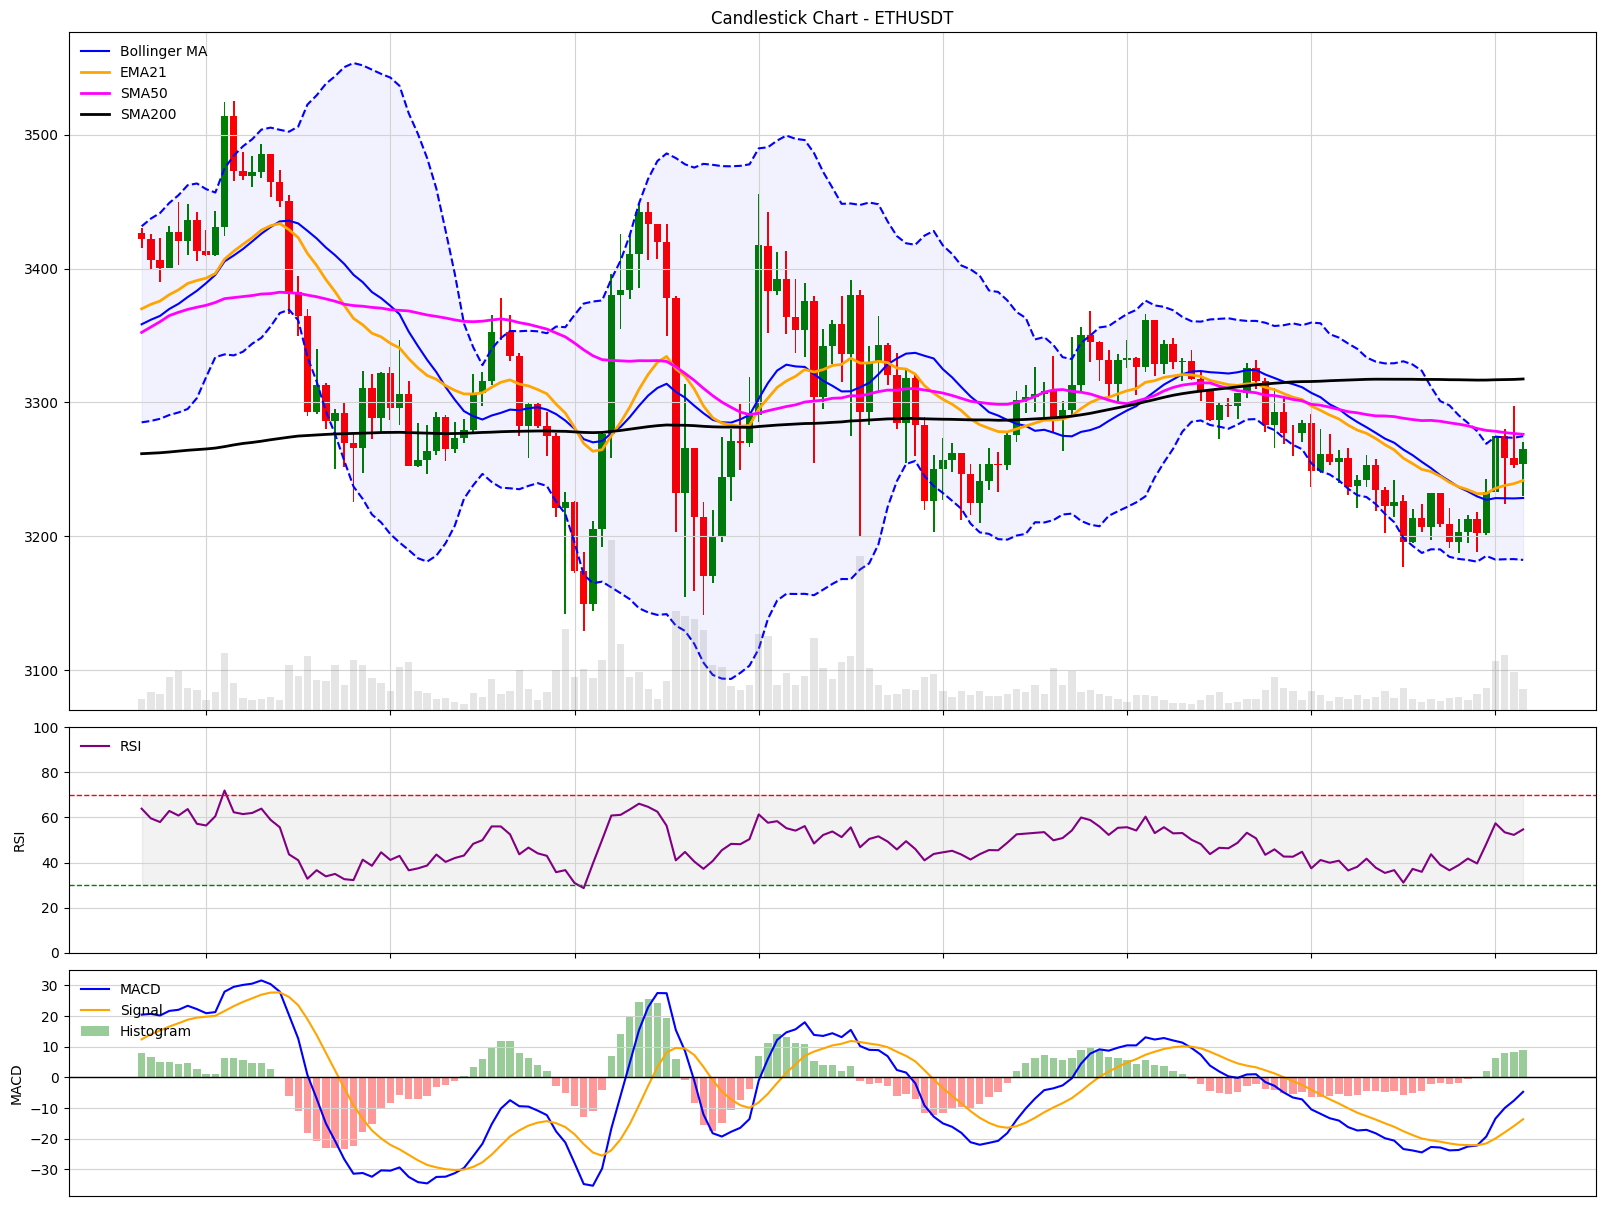 Candlestick Chart - ETHUSDT
Bollinger MA
EMA21
SMA50
SMA200
3500
3400
3300
3200
3100
RSI
100
80
60
40
20
0
RSI
MACD
Signal
Histogram
30
20
10
0
−10
−20
−30
MACD